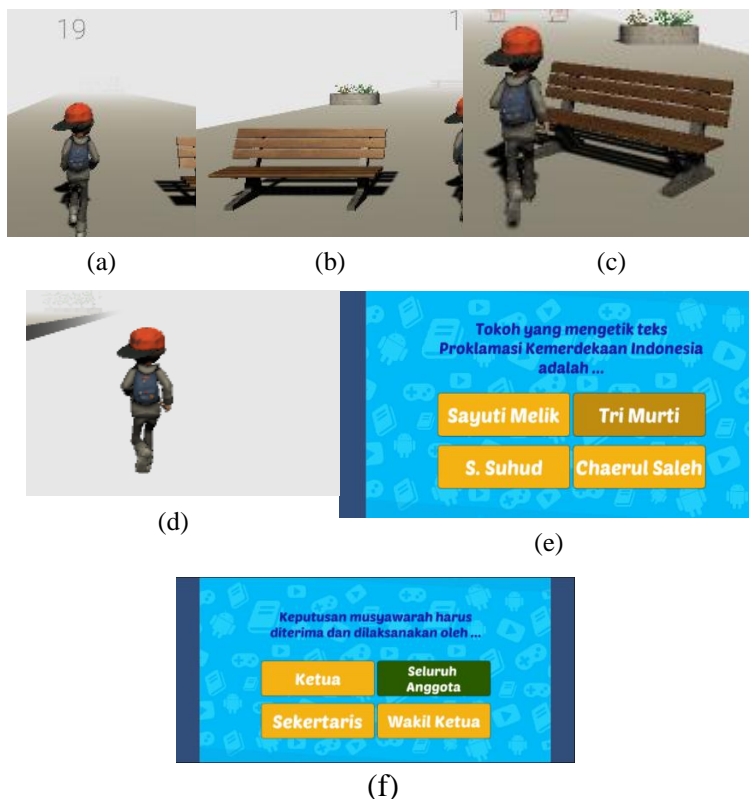 19
1
(a)
(b)
(c)
(d)
Tokoh yang mengetik teks
Proklamasi Kemerdekaan Indonesia
adalah ...
Sayuti Melik
Tri Murti
S. Suhud
Chaerul Saleh
(e)
Keputusan musyawarah harus
diterima dan dilaksanakan oleh ...
Ketua
Seluruh
Anggota
Sekertaris
Wakil Ketua
(f)